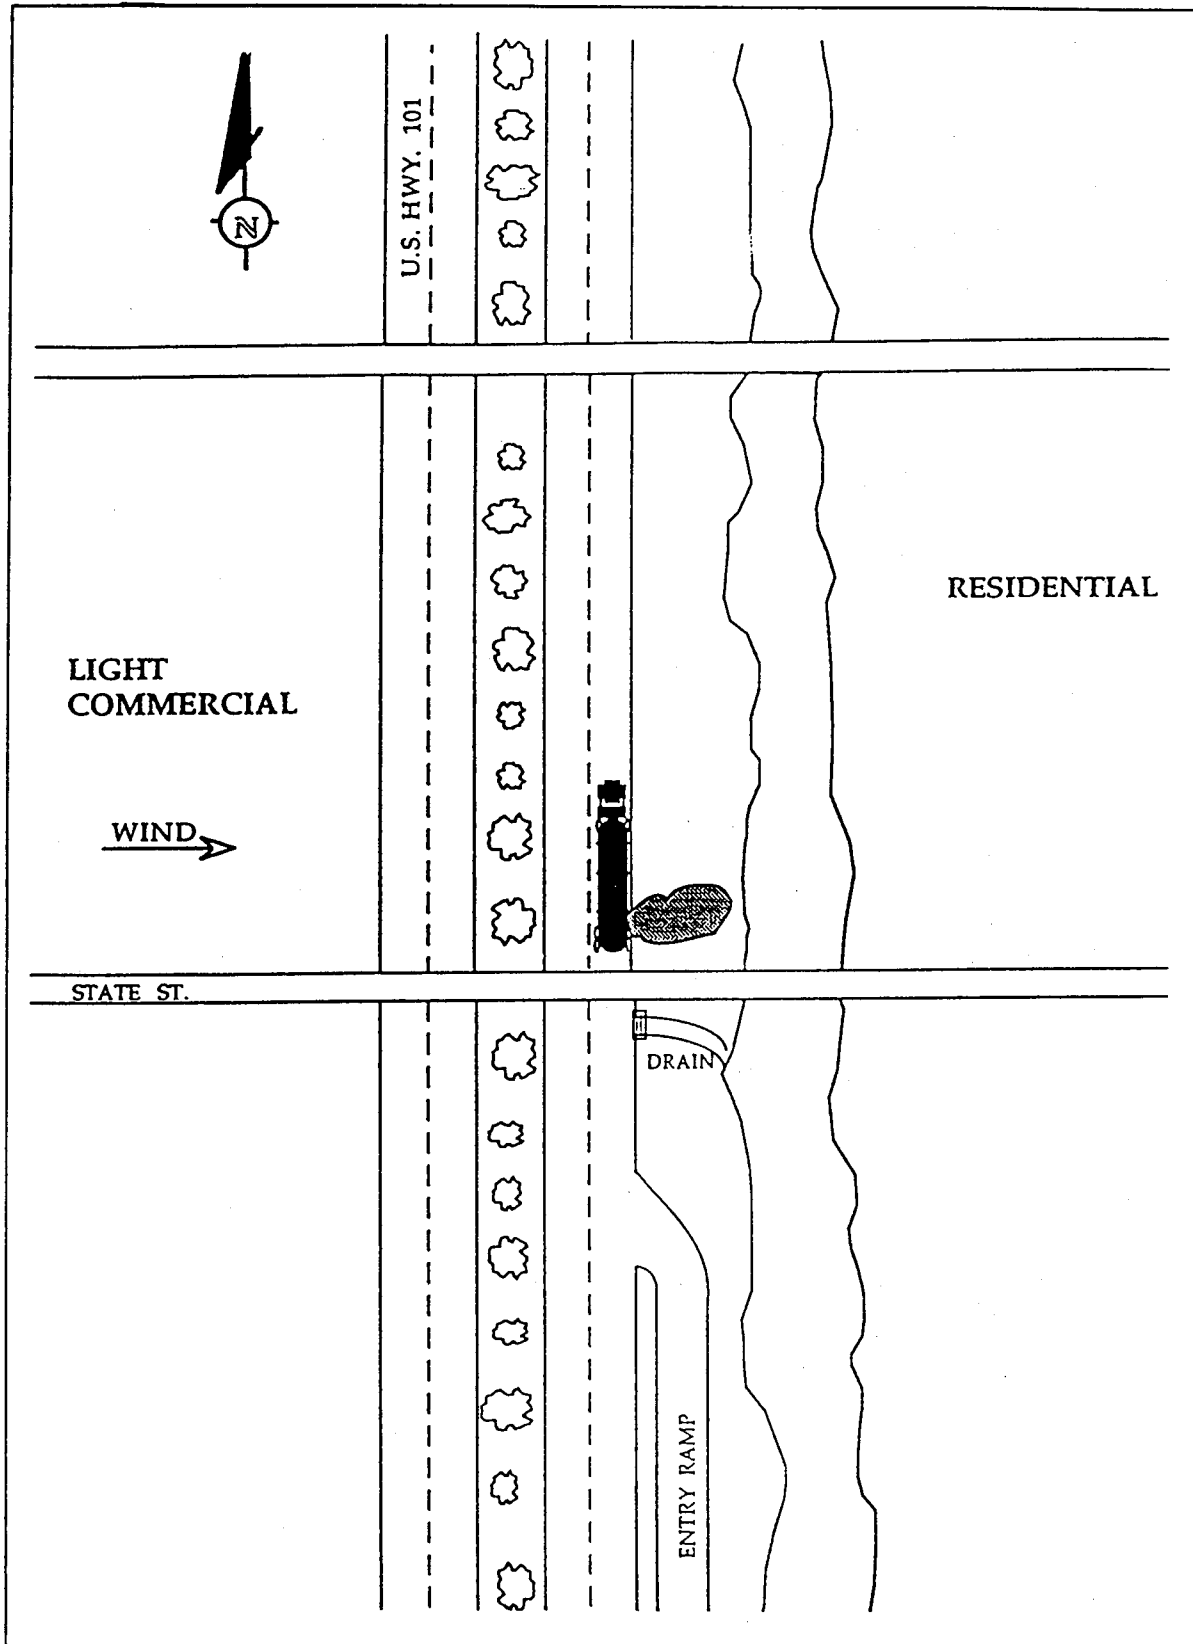 U.S. HWY. 101
N
RESIDENTIAL
LIGHT
COMMERCIAL
WIND
STATE ST.
DRAIN
ENTRY RAMP